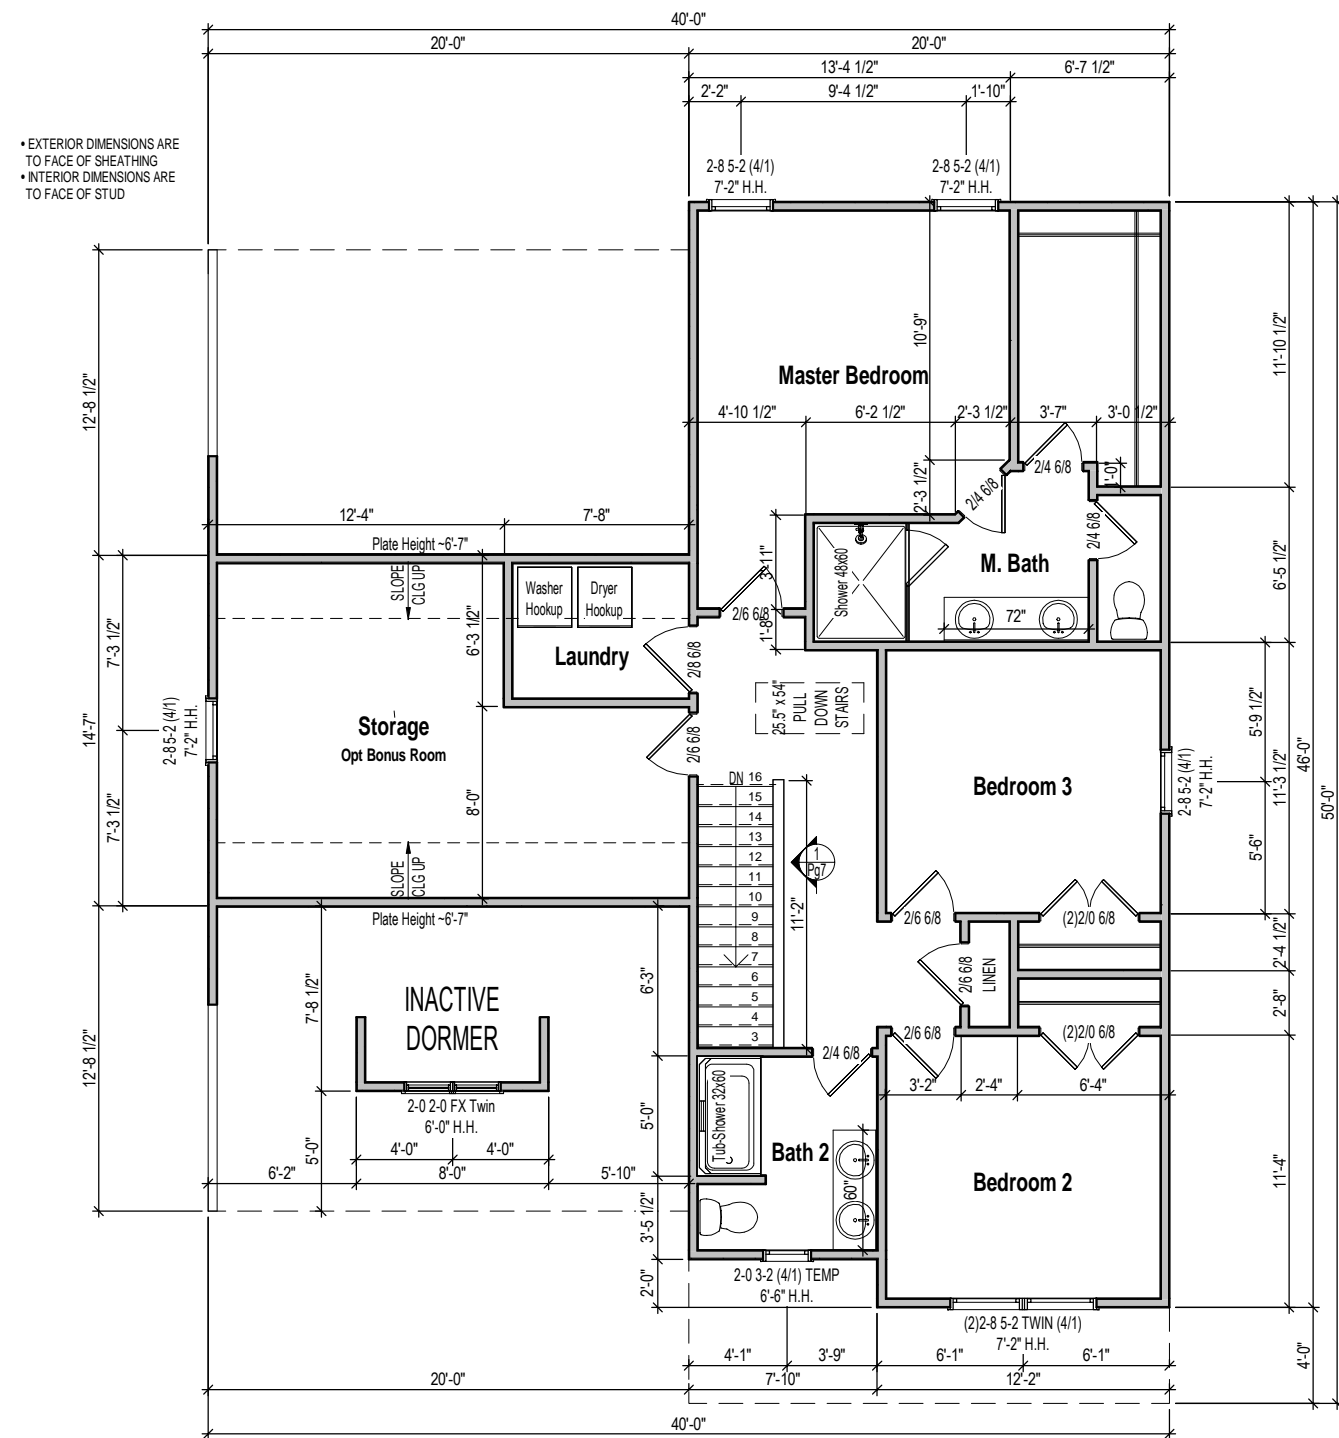 40'-0"
20'-0"
20'-0"
13'-4 1/2"
6'-7 1/2"
2'-2"
9'-4 1/2"
1'-10"
• EXTERIOR DIMENSIONS ARE
TO FACE OF SHEATHING
• INTERIOR DIMENSIONS ARE
TO FACE OF STUD
2-8 5-2 (4/1)
7'-2" H.H.
2-8 5-2 (4/1)
7'-2" H.H.
12'-8 1/2"
10'-9"
11'-10 1/2"
Master Bedroom
4'-10 1/2"
6'-2 1/2"
2'-3 1/2"
3'-7"
3'-0 1/2"
2/4 6/8
1'-0"
2/4 6/8
2'-3 1/2"
12'-4"
7'-8"
Plate Height ~6'-7"
2/4 6/8
3'-11"
SLOPE
CLG UP
Washer
Hookup
Dryer
Hookup
Shower 48x60
M. Bath
6'-5 1/2"
72"
2/6 6/8
1'-8"
6'-3 1/2"
7'-3 1/2"
Laundry
2/8 6/8
25.5" x 54"
PULL
DOWN
STAIRS
14'-7"
2-8 5-2 (4/1)
7'-2" H.H.
Storage
Opt Bonus Room
2/6 6/8
5'-9 1/2"
46'-0"
50'-0"
11'-3 1/2"
2-8 5-2 (4/1)
7'-2" H.H.
Bedroom 3
DN 16
15
14
13
12
11
10
9
8
7
6
5
4
3
8'-0"
7'-3 1/2"
1
Pg7
5'-6"
SLOPE
CLG UP
11'-2"
Plate Height ~6'-7"
2/6 6/8
(2)2/0 6/8
2'-4 1/2"
2/6 6/8
LINEN
6'-3"
7'-8 1/2"
INACTIVE
DORMER
2'-8"
2/6 6/8
(2)2/0 6/8
2/4 6/8
12'-8 1/2"
3'-2"
2'-4"
6'-4"
2-0 2-0 FX Twin
6'-0" H.H.
4'-0"
4'-0"
5'-0"
5'-0"
Tub-Shower 32x60
Bath 2
6'-2"
8'-0"
5'-10"
60"
Bedroom 2
11'-4"
3'-5 1/2"
2'-0"
2-0 3-2 (4/1) TEMP
6'-6" H.H.
(2)2-8 5-2 TWIN (4/1)
7'-2" H.H.
4'-1"
3'-9"
6'-1"
6'-1"
4'-0"
20'-0"
7'-10"
12'-2"
40'-0"